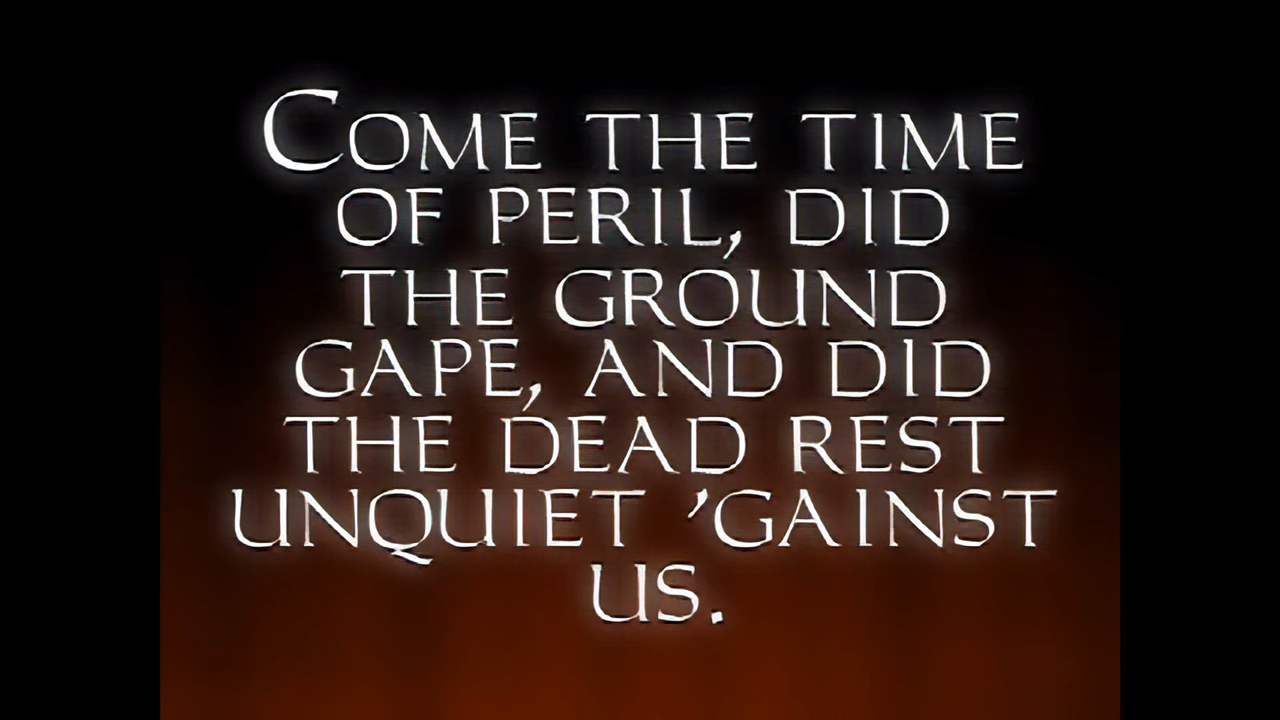 COME THE TIME
OF PERIL, DID
THE GROUND
GAPE, AND DID
THE DEAD REST
UNQUIET 'GAINST
US.